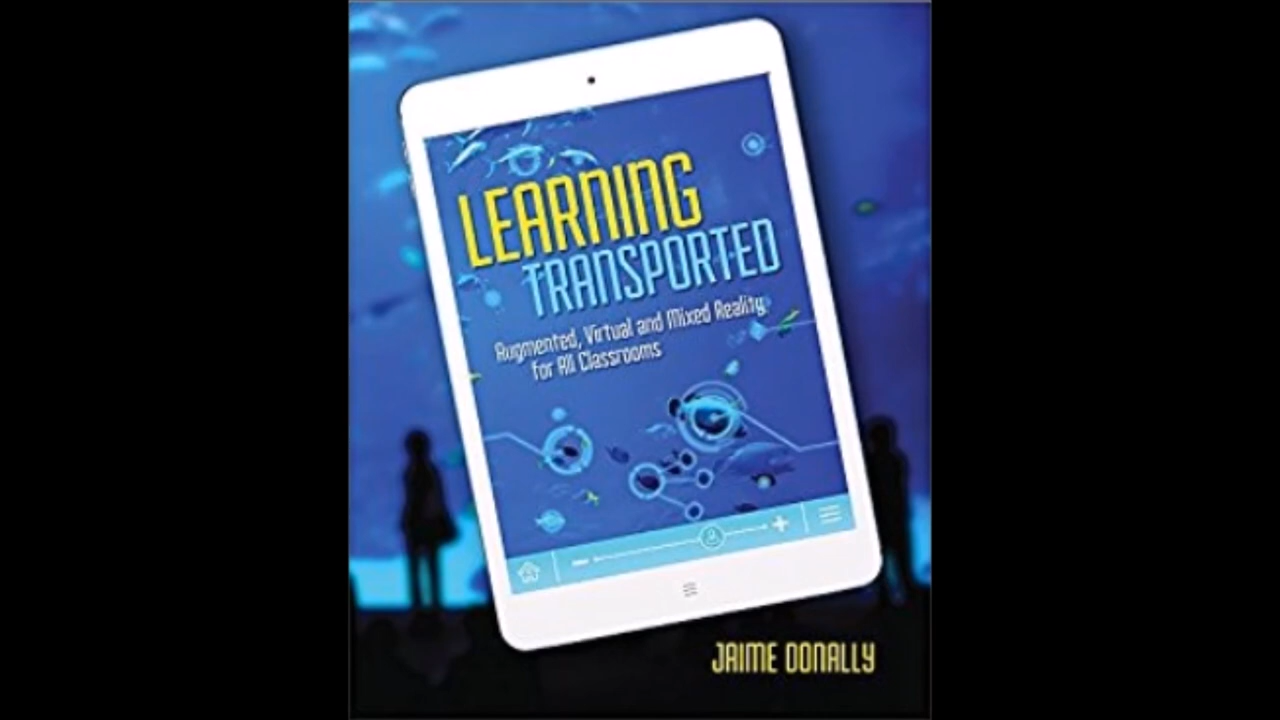 LEARNING
TRANSPORTED
Augmented, Virtual and Mixed Reality
for All Classrooms
JAIME DONALLY